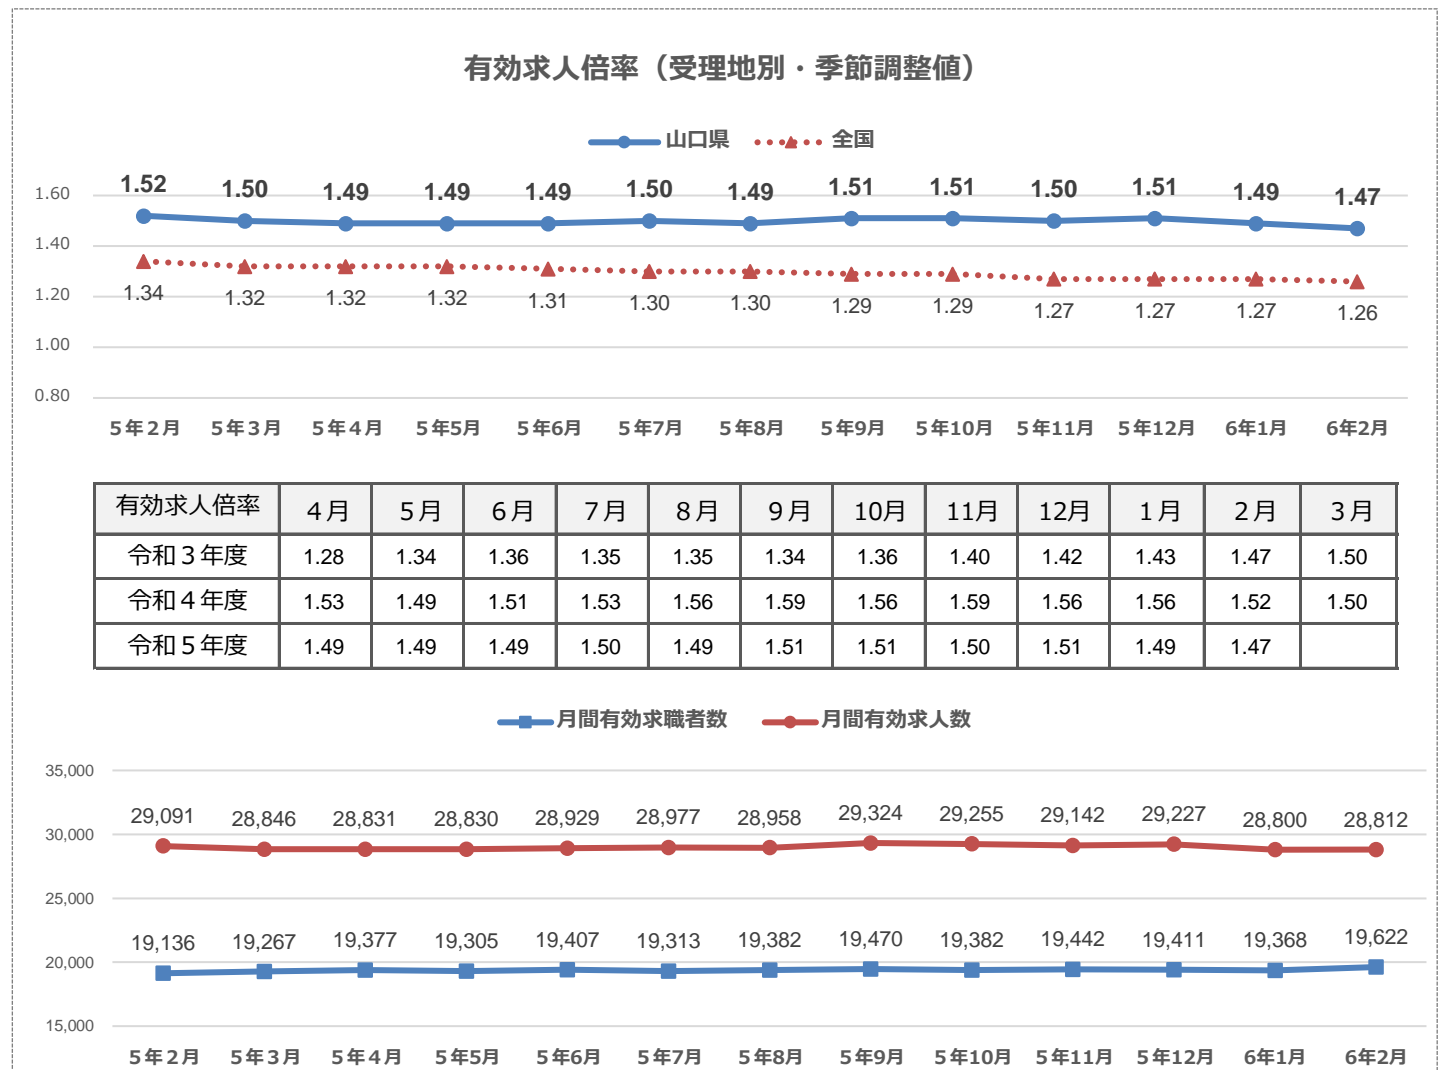 有効求人倍率（受理地別・季節調整値）
山口県 全国
1.60
1.40
1.20
1.00
0.80
1.52 1.50 1.49 1.49 1.49 1.50 1.49 1.51 1.51 1.50 1.51 1.49 1.47
1.34 1.32 1.32 1.32 1.31 1.30 1.30 1.29 1.29 1.27 1.27 1.27 1.26
５年２月 ５年３月 ５年４月 ５年5月 ５年6月 ５年7月 ５年8月 ５年9月 ５年10月 ５年11月 ５年12月 6年1月 6年2月
有効求人倍率 ４月 ５月 ６月 ７月 ８月 ９月 10月 11月 12月 １月 ２月 ３月
令和３年度 1.28 1.34 1.36 1.35 1.35 1.34 1.36 1.40 1.42 1.43 1.47 1.50
令和４年度 1.53 1.49 1.51 1.53 1.56 1.59 1.56 1.59 1.56 1.56 1.52 1.50
令和５年度 1.49 1.49 1.49 1.50 1.49 1.51 1.51 1.50 1.51 1.49 1.47
月間有効求職者数 月間有効求人数
35,000
30,000
25,000
20,000
15,000
29,091 28,846 28,831 28,830 28,929 28,977 28,958 29,324 29,255 29,142 29,227 28,800 28,812
19,136 19,267 19,377 19,305 19,407 19,313 19,382 19,470 19,382 19,442 19,411 19,368 19,622
５年２月 ５年３月 ５年４月 ５年5月 ５年6月 ５年7月 ５年8月 ５年9月 ５年10月 ５年11月 ５年12月 6年1月 6年2月